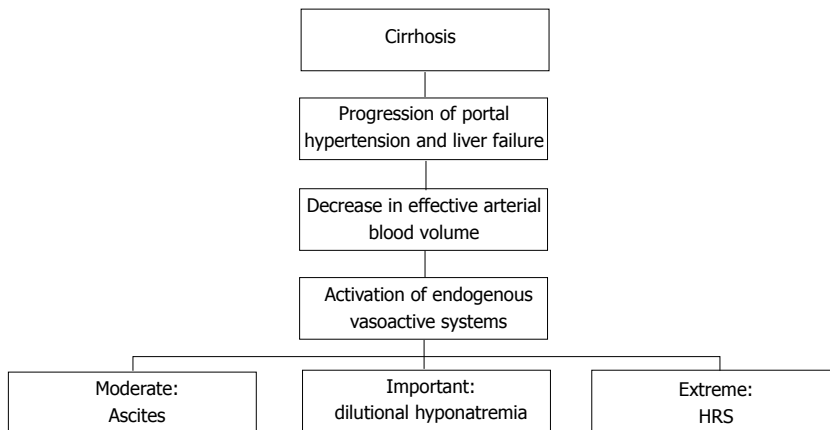 Cirrhosis
Progression of portal
hypertension and liver failure
Decrease in effective arterial
blood volume
Activation of endogenous
vasoactive systems
Moderate:
Ascites
Important:
dilutional hyponatremia
Extreme:
HRS